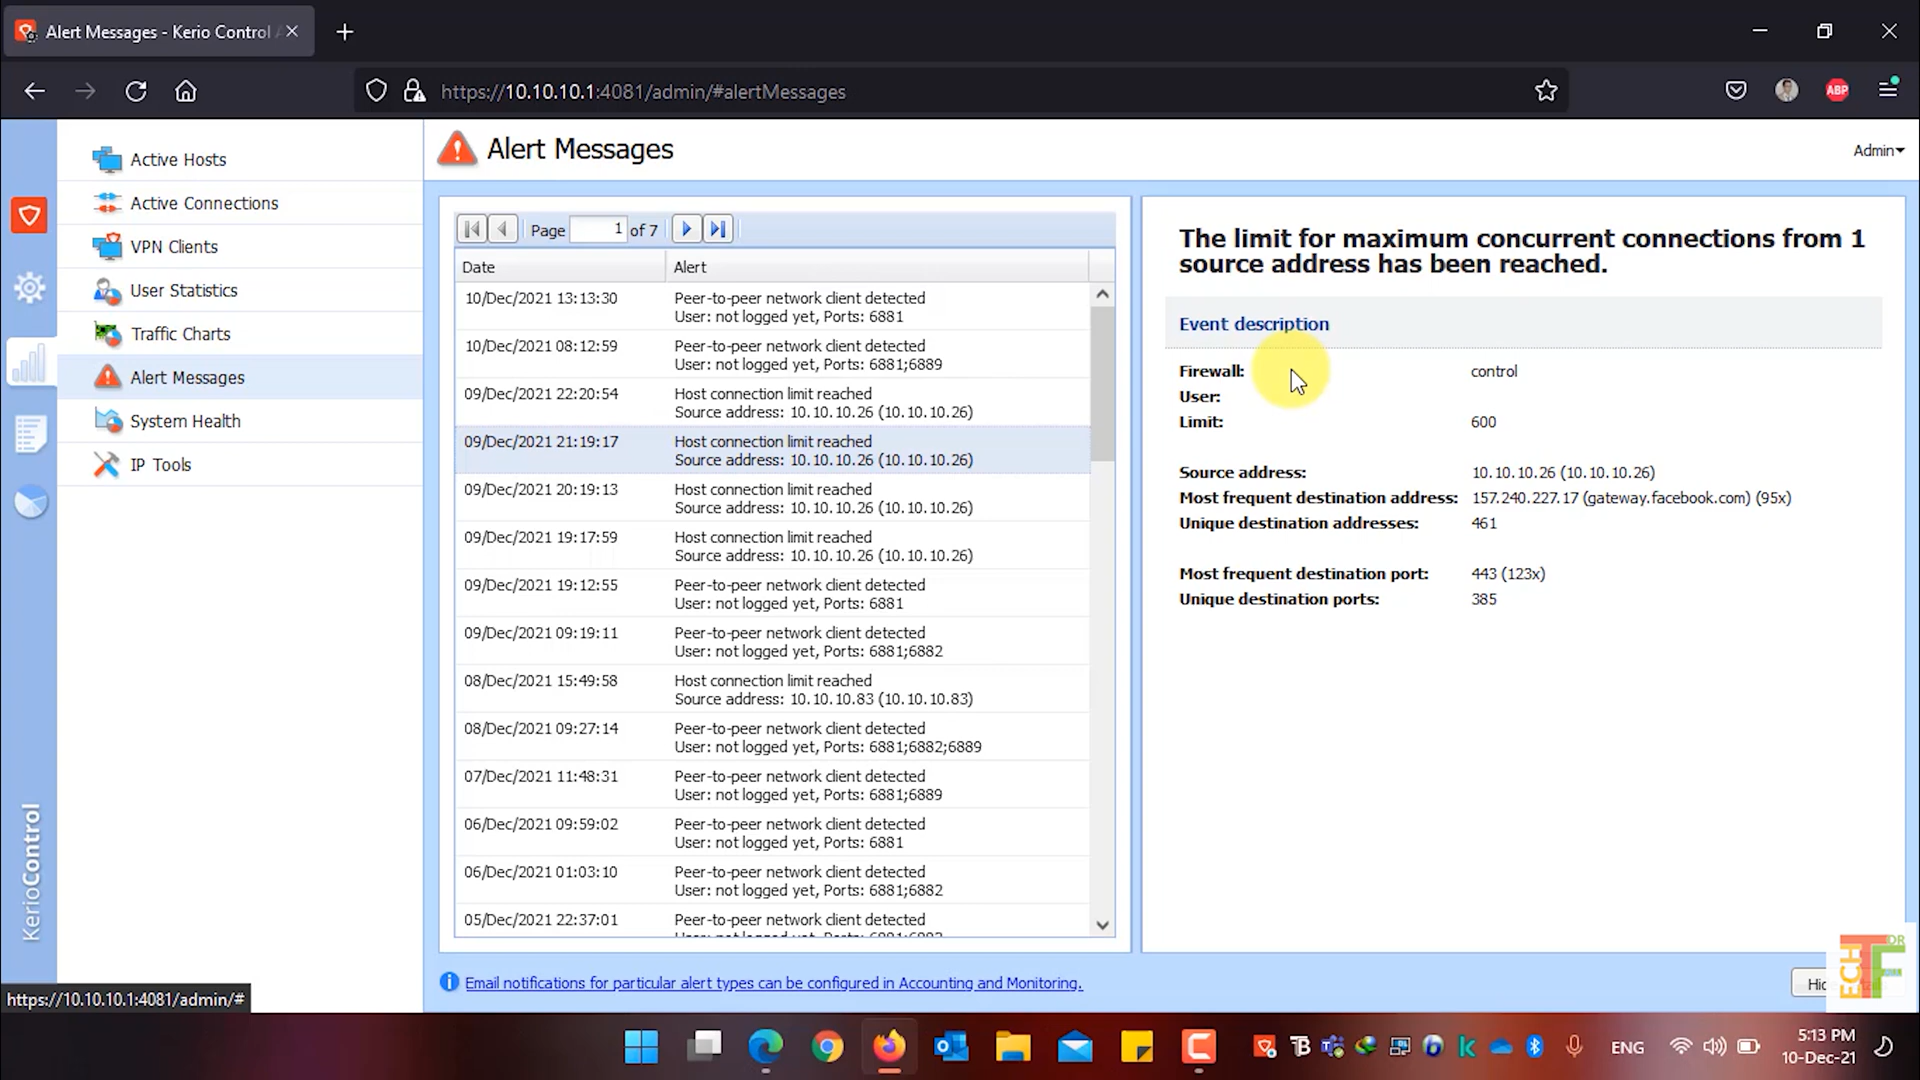 Alert Messages - Kerio Control
https://10.10.10.1:4081/admin/#alertMessages
ABP
Active Hosts
Active Connections
VPN Clients
User Statistics
Traffic Charts
Alert Messages
System Health
IP Tools
KerioControl
Alert Messages
Admin
Page 1 of 7
Date Alert
10/Dec/2021 13:13:30 Peer-to-peer network client detected
User: not logged yet, Ports: 6881
10/Dec/2021 08:12:59 Peer-to-peer network client detected
User: not logged yet, Ports: 6881;6889
09/Dec/2021 22:20:54 Host connection limit reached
Source address: 10.10.10.26 (10.10.10.26)
09/Dec/2021 21:19:17 Host connection limit reached
Source address: 10.10.10.26 (10.10.10.26)
09/Dec/2021 20:19:13 Host connection limit reached
Source address: 10.10.10.26 (10.10.10.26)
09/Dec/2021 19:17:59 Host connection limit reached
Source address: 10.10.10.26 (10.10.10.26)
09/Dec/2021 19:12:55 Peer-to-peer network client detected
User: not logged yet, Ports: 6881
09/Dec/2021 09:19:11 Peer-to-peer network client detected
User: not logged yet, Ports: 6881;6882
08/Dec/2021 15:49:58 Host connection limit reached
Source address: 10.10.10.83 (10.10.10.83)
08/Dec/2021 09:27:14 Peer-to-peer network client detected
User: not logged yet, Ports: 6881;6882;6889
07/Dec/2021 11:48:31 Peer-to-peer network client detected
User: not logged yet, Ports: 6881;6889
06/Dec/2021 09:59:02 Peer-to-peer network client detected
User: not logged yet, Ports: 6881
06/Dec/2021 01:03:10 Peer-to-peer network client detected
User: not logged yet, Ports: 6881;6882
05/Dec/2021 22:37:01 Peer-to-peer network client detected
The limit for maximum concurrent connections from 1
source address has been reached.
Event description
Firewall: control
User:
Limit: 600
Source address: 10.10.10.26 (10.10.10.26)
Most frequent destination address: 157.240.227.17 (gateway.facebook.com) (95x)
Unique destination addresses: 461
Most frequent destination port: 443 (123x)
Unique destination ports: 385
Email notifications for particular alert types can be configured in Accounting and Monitoring.
https://10.10.10.1:4081/admin/#
ENG
5:13 PM
10-Dec-21